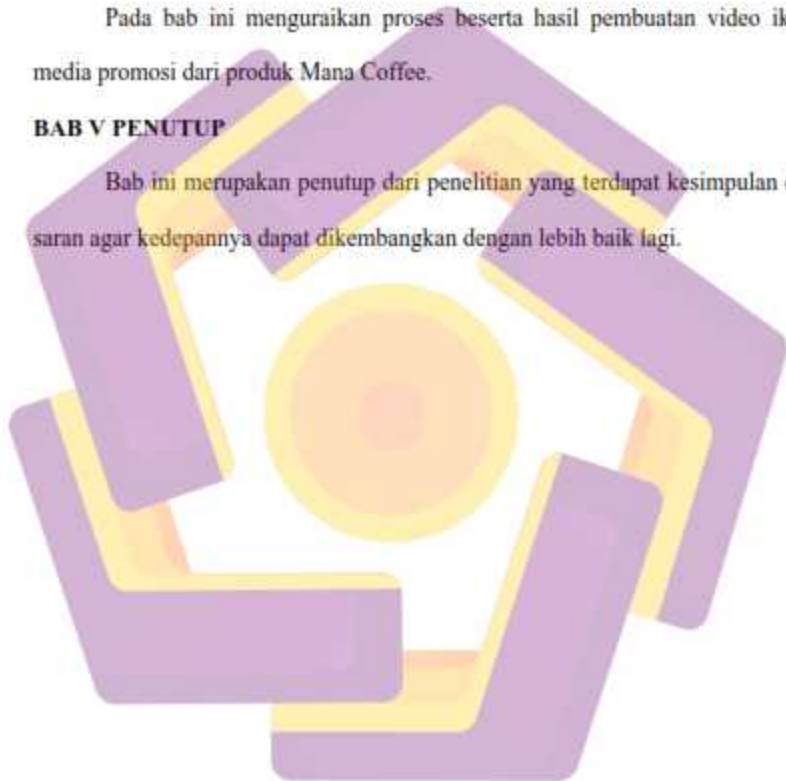 Pada bab ini menguraikan proses beserta hasil pembuatan video ik
media promosi dari produk Mana Coffee.
BAB V PENUTUP
Bab ini merupakan penutup dari penelitian yang terdapat kesimpulan
saran agar kedepannya dapat dikembangkan dengan lebih baik lagi.